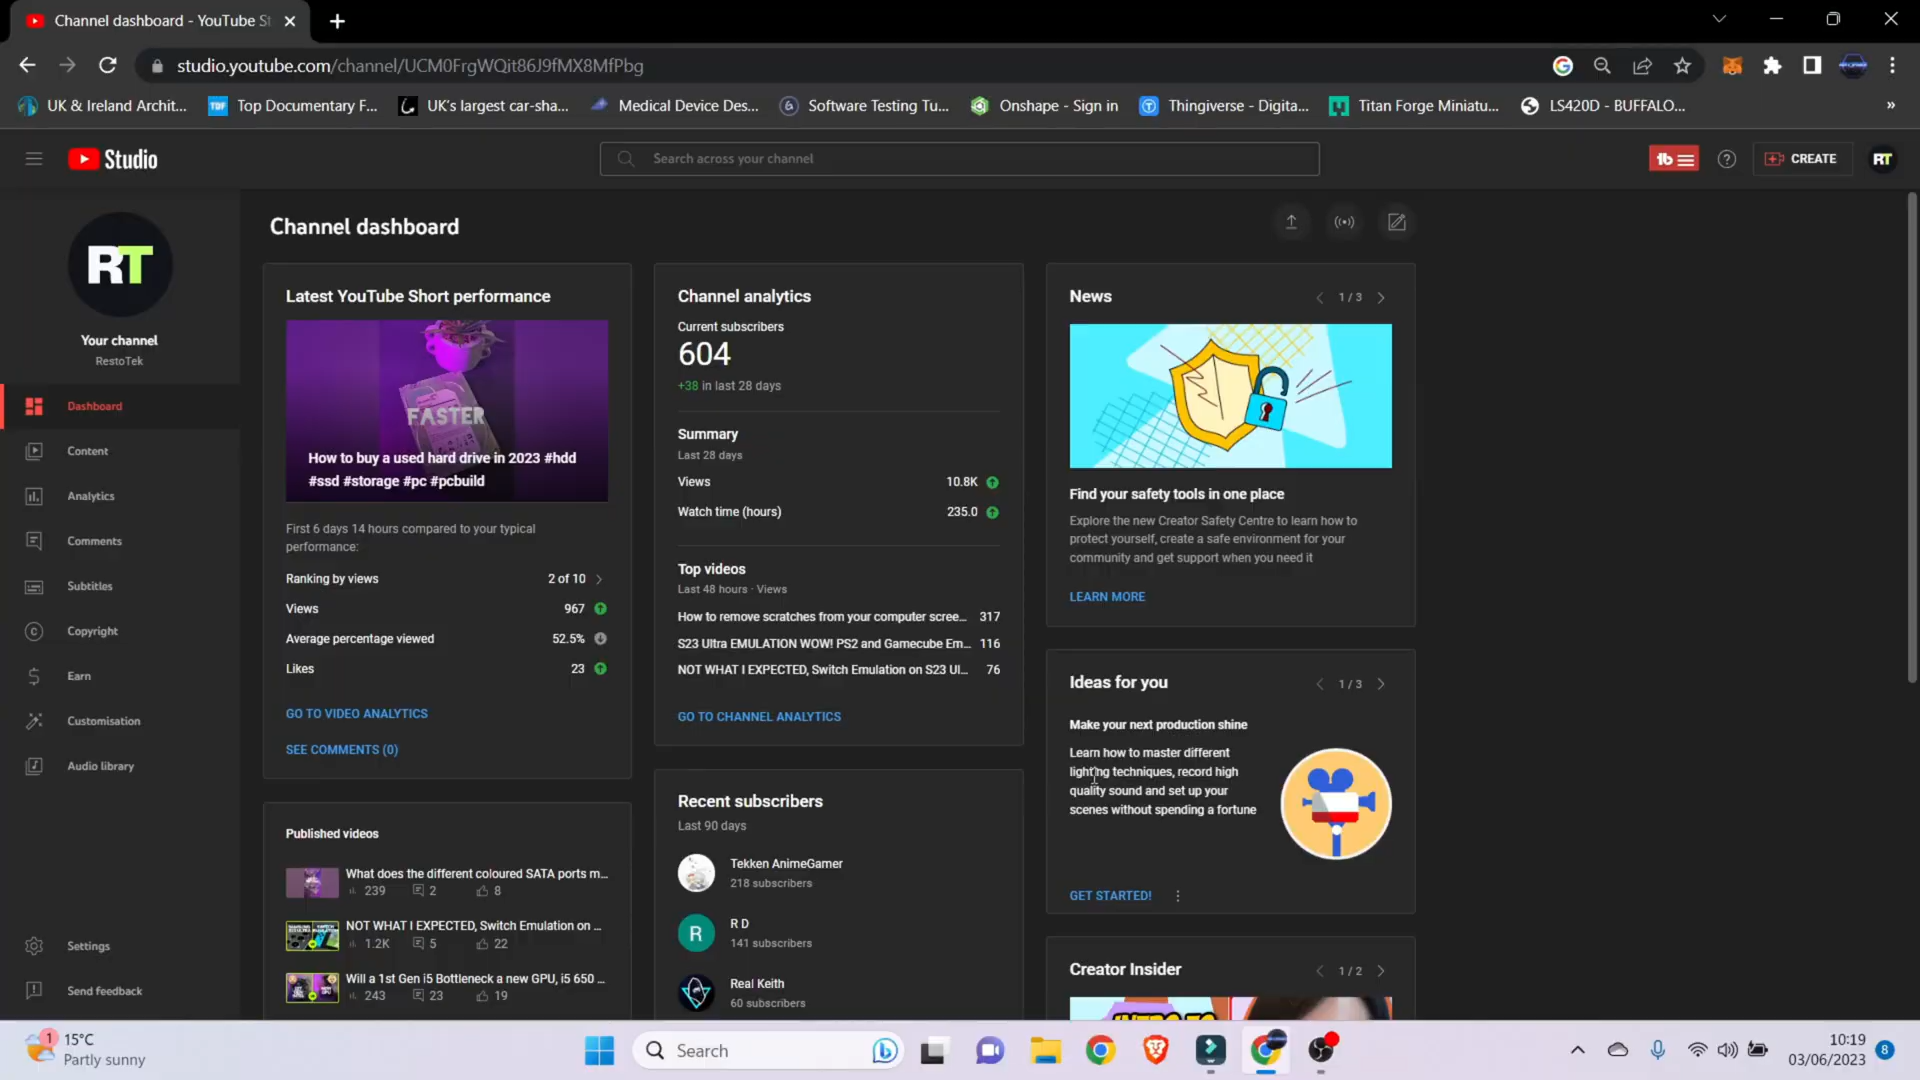 Channel dashboard - YouTube St
studio.youtube.com/channel/UCM0FrgWQit86J9fMX8MfPbg
UK & Ireland Archit...
Top Documentary F...
UK's largest car-sha...
Medical Device Des...
Software Testing Tu...
Onshape - Sign in
Thingiverse - Digita...
Titan Forge Miniatu...
LS420D - BUFFALO...
»
Studio
Search across your channel
CREATE
RT
RT
Your channel
RestoTek
Dashboard
Content
Analytics
Comments
Subtitles
Copyright
Earn
Customisation
Audio library
Settings
Send feedback
Channel dashboard
Latest YouTube Short performance
FASTER
How to buy a used hard drive in 2023 #hdd
#ssd #storage #pc #pcbuild
First 6 days 14 hours compared to your typical
performance:
Ranking by views 2 of 10
Views 967
Average percentage viewed 52.5%
Likes 23
GO TO VIDEO ANALYTICS
SEE COMMENTS (0)
Published videos
What does the different coloured SATA ports m...
239 2 8
NOT WHAT I EXPECTED, Switch Emulation on ...
1.2K 5 22
Will a 1st Gen i5 Bottleneck a new GPU, i5 650 ...
243 23 19
Channel analytics
Current subscribers
604
+38 in last 28 days
Summary
Last 28 days
Views 10.8K
Watch time (hours) 235.0
Top videos
Last 48 hours · Views
How to remove scratches from your computer scree... 317
S23 Ultra EMULATION WOW! PS2 and Gamecube Em... 116
NOT WHAT I EXPECTED, Switch Emulation on S23 Ul... 76
GO TO CHANNEL ANALYTICS
Recent subscribers
Last 90 days
Tekken AnimeGamer
218 subscribers
R
R D
141 subscribers
Real Keith
60 subscribers
News
1 / 3
Find your safety tools in one place
Explore the new Creator Safety Centre to learn how to
protect yourself, create a safe environment for your
community and get support when you need it
LEARN MORE
Ideas for you
1 / 3
Make your next production shine
Learn how to master different
lighting techniques, record high
quality sound and set up your
scenes without spending a fortune
GET STARTED!
Creator Insider
1 / 2
INTRO TO
1
15°C
Partly sunny
Search
10:19
03/06/2023
8